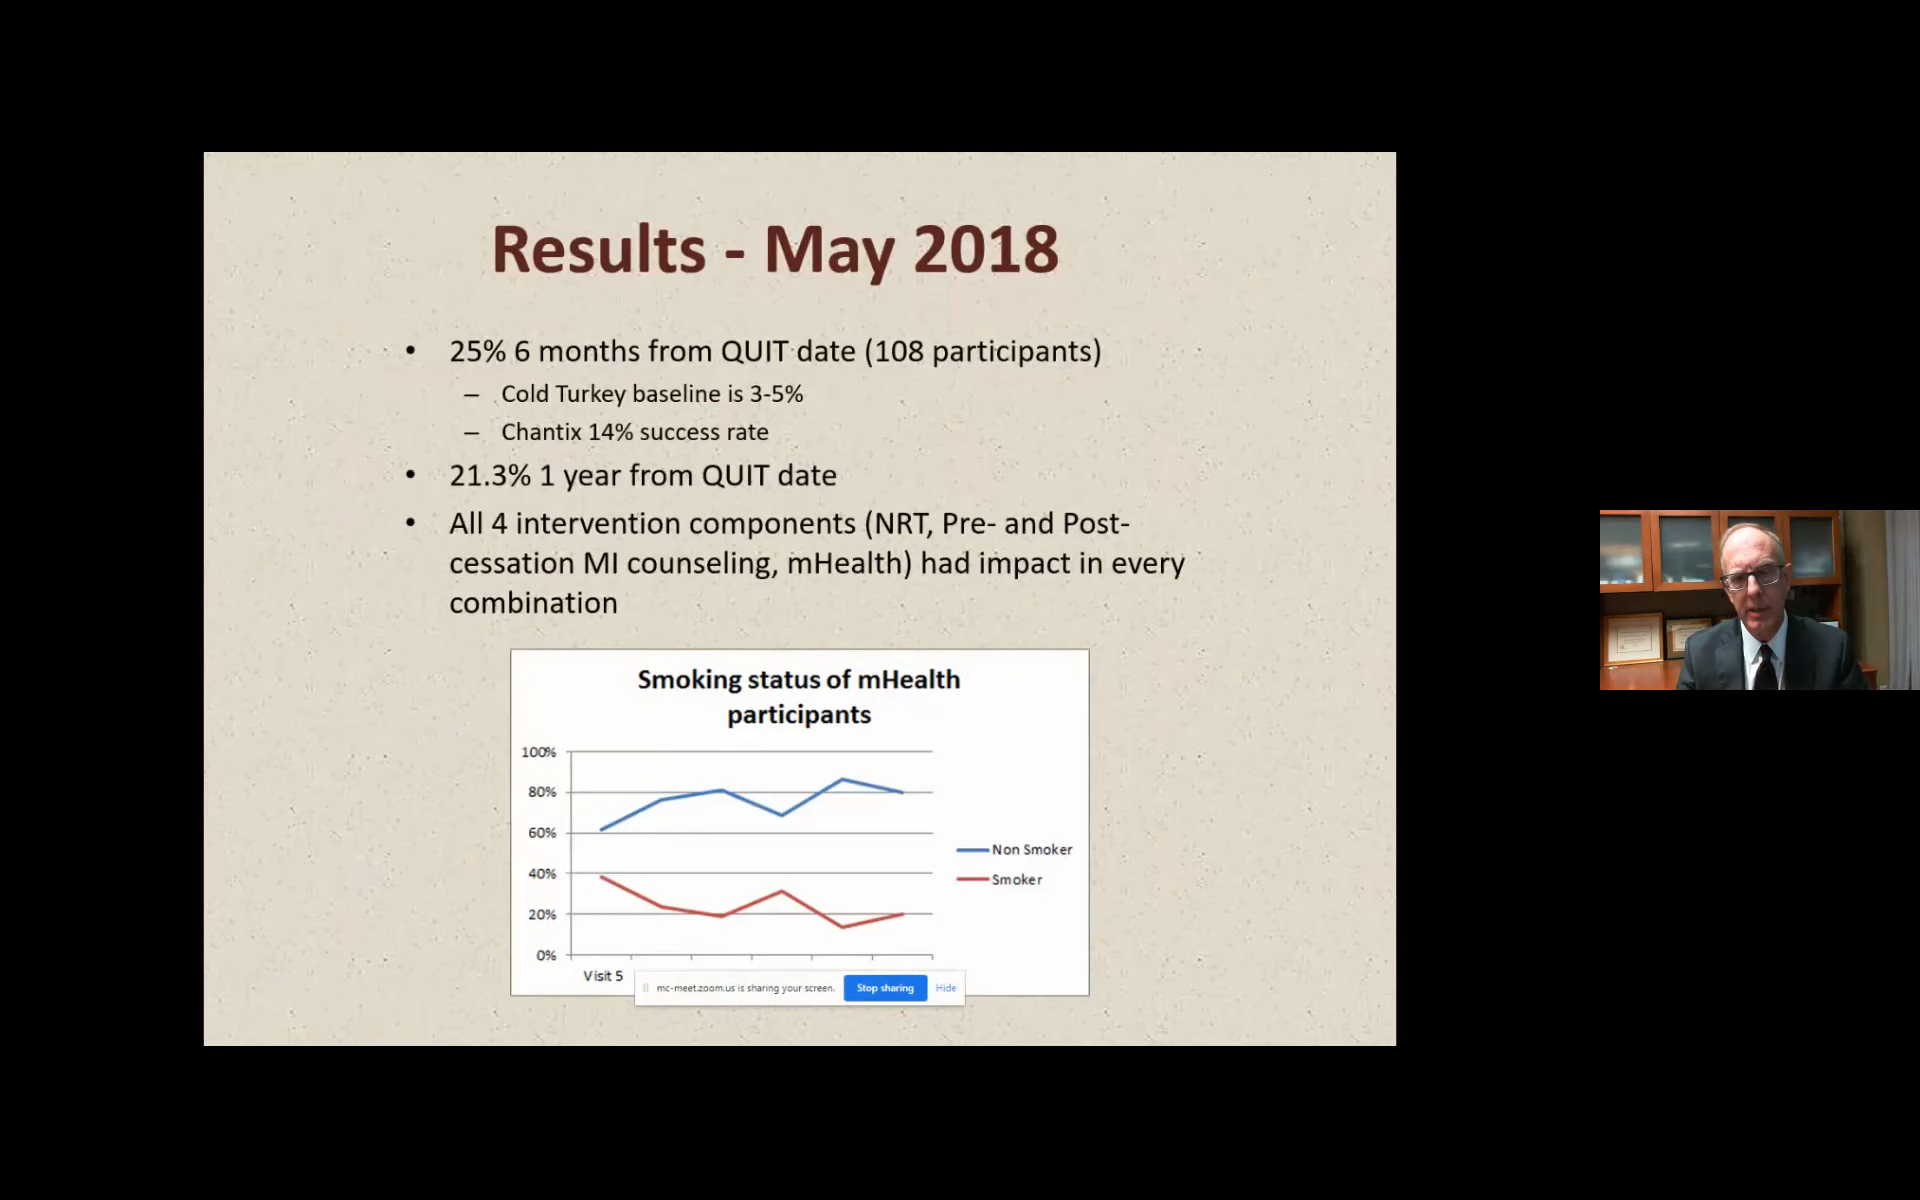 Results - May 2018
• 25% 6 months from QUIT date (108 participants)
– Cold Turkey baseline is 3-5%
– Chantix 14% success rate
• 21.3% 1 year from QUIT date
• All 4 intervention components (NRT, Pre- and Post-
cessation MI counseling, mHealth) had impact in every
combination
Smoking status of mHealth
participants
100%
80%
60%
40%
20%
0%
Non Smoker
Smoker
Visit 5
mc-meet.zoom.us is sharing your screen. Stop sharing Hide